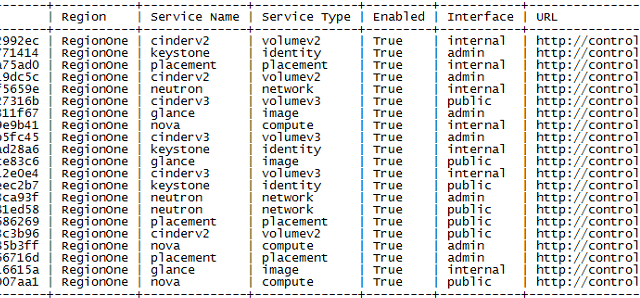 | Region | Service Name | Service Type | Enabled | Interface | URL
2992ec | RegionOne | cinderv2 | volumev2 | True | internal | http://control
771414 | RegionOne | keystone | identity | True | admin | http://control
a75ad0 | RegionOne | placement | placement | True | internal | http://control
19dc5c | RegionOne | cinderv2 | volumev2 | True | admin | http://control
f5659e | RegionOne | neutron | network | True | internal | http://control
27316b | RegionOne | cinderv3 | volumev3 | True | public | http://control
811f67 | RegionOne | glance | image | True | admin | http://control
9e9b41 | RegionOne | nova | compute | True | internal | http://control
b5fc45 | RegionOne | cinderv3 | volumev3 | True | admin | http://control
ad28a6 | RegionOne | keystone | identity | True | internal | http://control
ce83c6 | RegionOne | glance | image | True | public | http://control
12e0e4 | RegionOne | cinderv3 | volumev3 | True | internal | http://control
eec2b7 | RegionOne | keystone | identity | True | public | http://control
8ca93f | RegionOne | neutron | network | True | admin | http://control
81ed58 | RegionOne | neutron | network | True | public | http://control
586269 | RegionOne | placement | placement | True | public | http://control
8c3b96 | RegionOne | cinderv2 | volumev2 | True | public | http://control
85b3ff | RegionOne | nova | compute | True | admin | http://control
66716d | RegionOne | placement | placement | True | admin | http://control
16615a | RegionOne | glance | image | True | internal | http://control
007aa1 | RegionOne | nova | compute | True | public | http://control